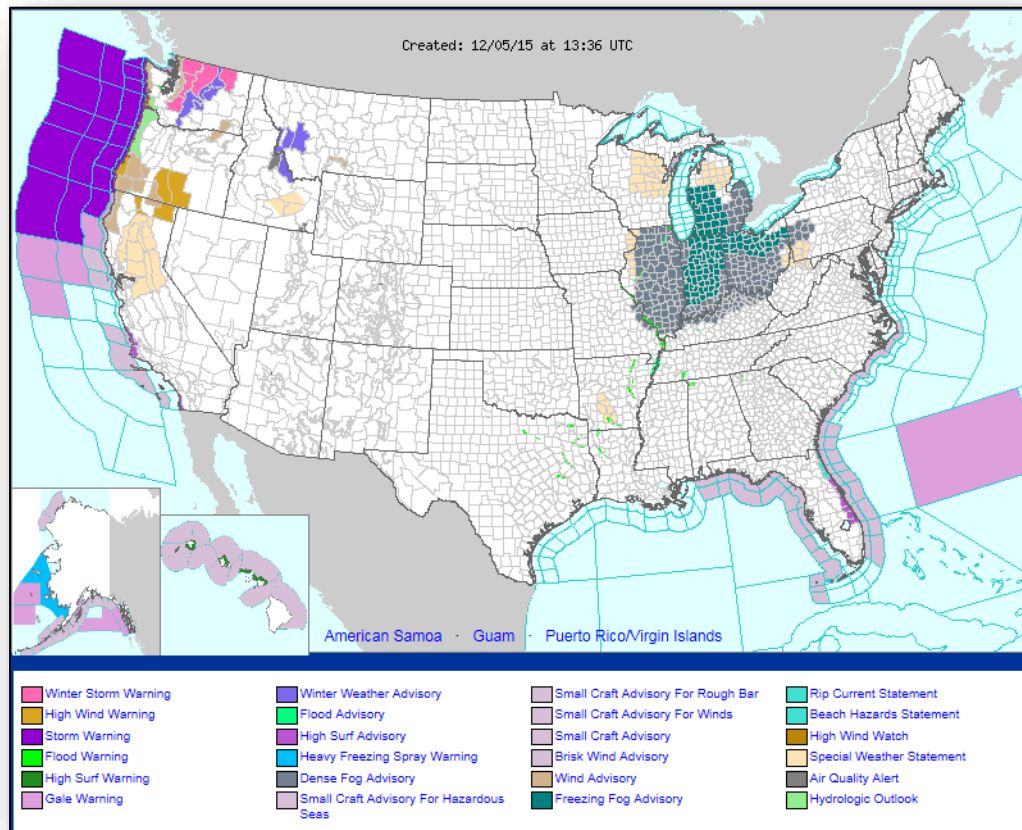 Created: 12/05/15 at 13:36 UTC
American Samoa · Guam · Puerto Rico/Virgin Islands
Winter Storm Warning
High Wind Warning
Storm Warning
Flood Warning
High Surf Warning
Gale Warning
Winter Weather Advisory
Flood Advisory
High Surf Advisory
Heavy Freezing Spray Warning
Dense Fog Advisory
Small Craft Advisory For Hazardous
Seas
Small Craft Advisory For Rough Bar
Small Craft Advisory For Winds
Small Craft Advisory
Brisk Wind Advisory
Wind Advisory
Freezing Fog Advisory
Rip Current Statement
Beach Hazards Statement
High Wind Watch
Special Weather Statement
Air Quality Alert
Hydrologic Outlook